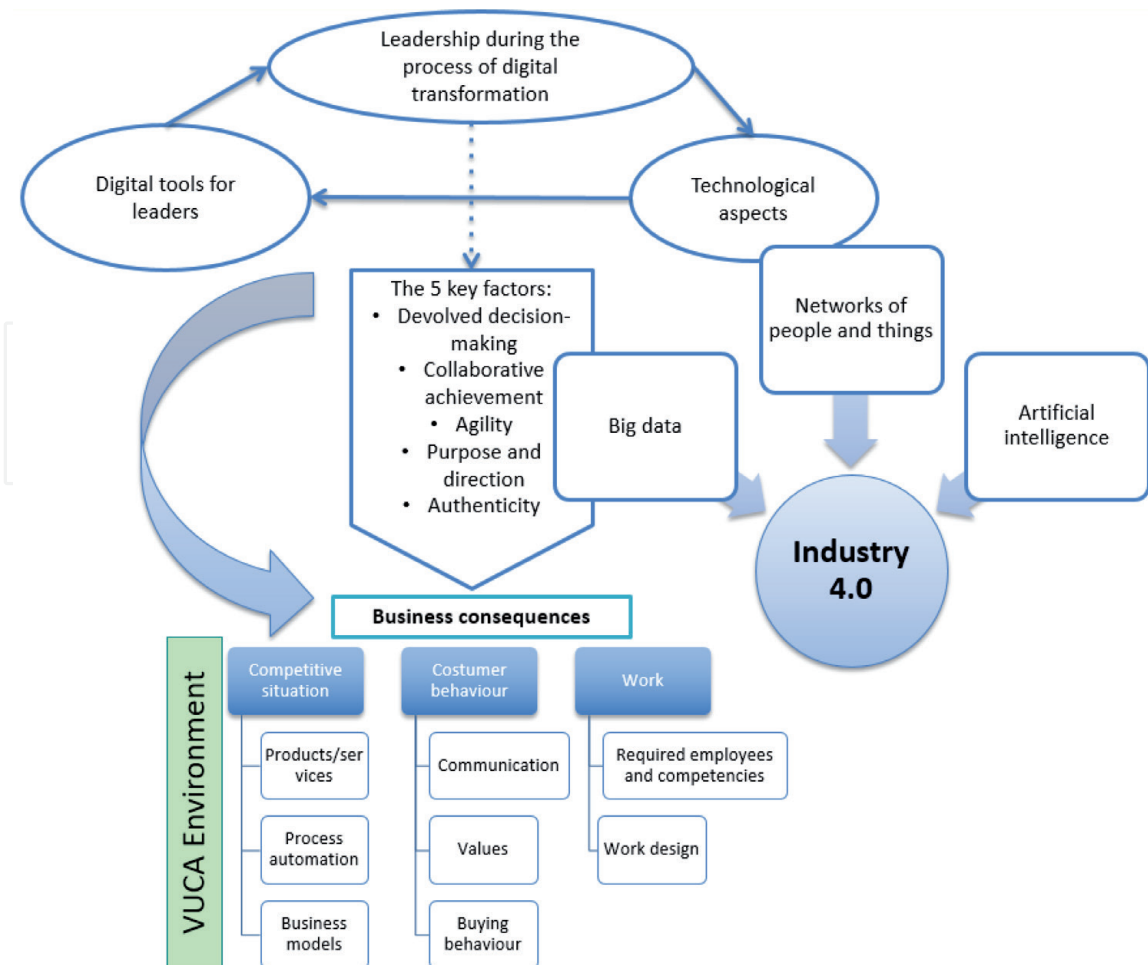 Leadership during the
process of digital
transformation
Digital tools for
leaders
Technological
aspects
The 5 key factors:
• Devolved decision-
making
• Collaborative
achievement
• Agility
• Purpose and
direction
• Authenticity
Networks of
people and things
Big data
Artificial
intelligence
Industry
4.0
Business consequences
VUCA Environment
Competitive
situation
Products/ser
vices
Process
automation
Business
models
Costumer
behaviour
Communication
Values
Buying
behaviour
Work
Required employees
and competencies
Work design